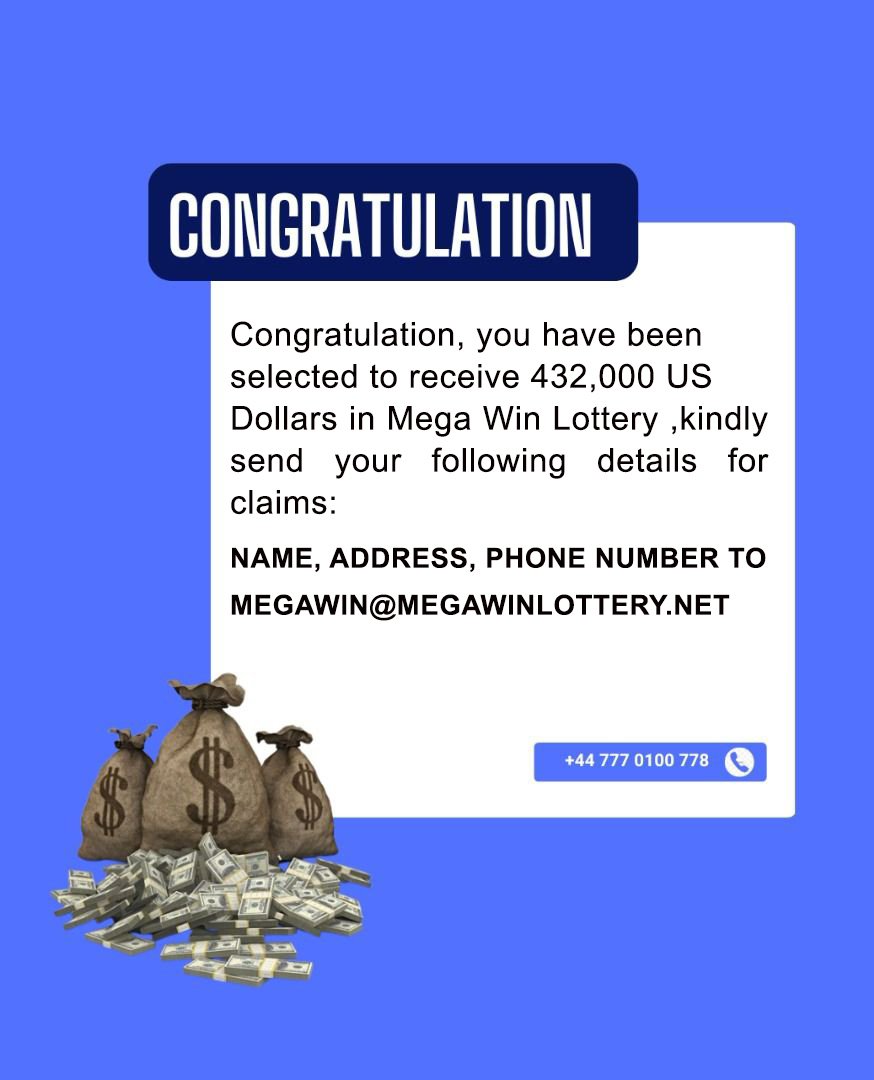 CONGRATULATION
Congratulation, you have been
selected to receive 432,000 US
Dollars in Mega Win Lottery ,kindly
send your following details for
claims:
NAME, ADDRESS, PHONE NUMBER TO
MEGAWIN@MEGAWINLOTTERY.NET
+44 777 0100 778